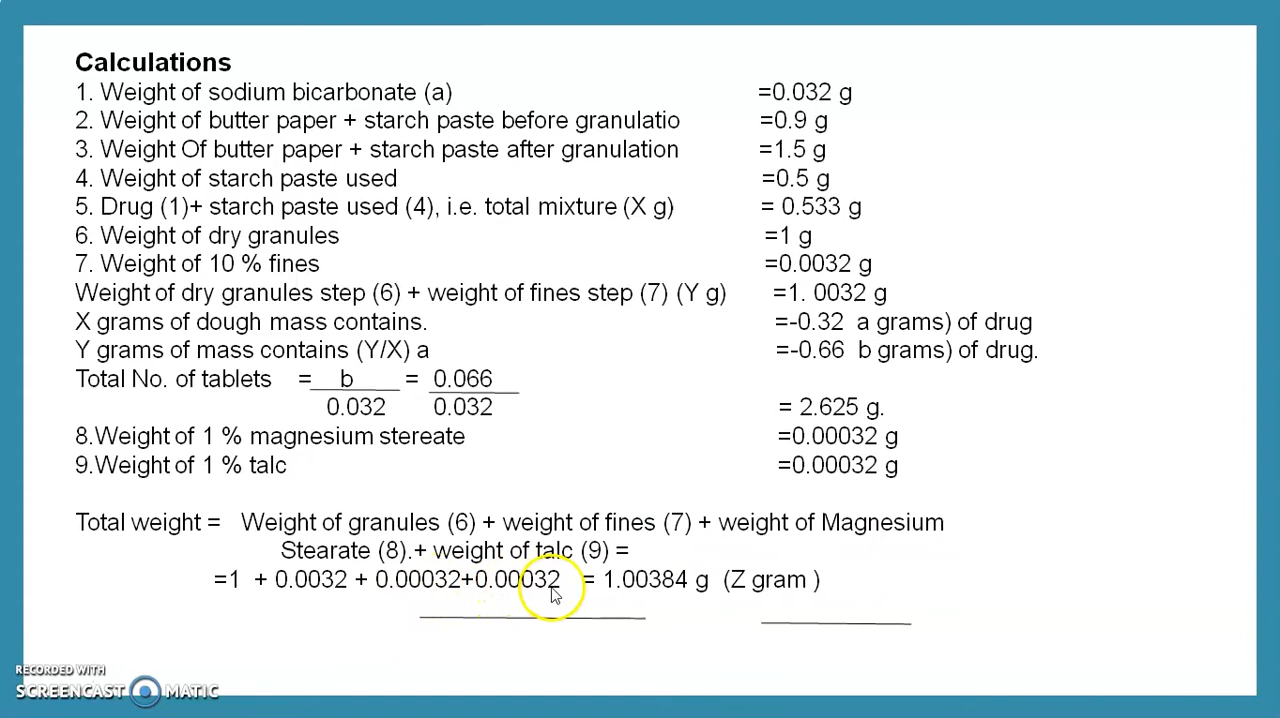 Calculations
1. Weight of sodium bicarbonate (a) =0.032 g
2. Weight of butter paper + starch paste before granulatio =0.9 g
3. Weight Of butter paper + starch paste after granulation =1.5 g
4. Weight of starch paste used =0.5 g
5. Drug (1)+ starch paste used (4), i.e. total mixture (X g) = 0.533 g
6. Weight of dry granules =1 g
7. Weight of 10 % fines =0.0032 g
Weight of dry granules step (6) + weight of fines step (7) (Y g) =1. 0032 g
X grams of dough mass contains. =-0.32 a grams) of drug
Y grams of mass contains (Y/X) a =-0.66 b grams) of drug.
Total No. of tablets = b = 0.066
0.032 0.032 = 2.625 g.
8.Weight of 1 % magnesium stereate =0.00032 g
9.Weight of 1 % talc =0.00032 g
Total weight = Weight of granules (6) + weight of fines (7) + weight of Magnesium
Stearate (8).+ weight of talc (9) =
=1 + 0.0032 + 0.00032+0.00032 = 1.00384 g (Z gram )
RECORDED WITH
SCREENCAST MATIC